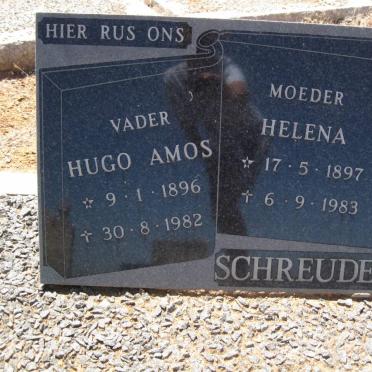 HIER RUS ONS
VADER
HUGO AMOS
☆ 9·1·1896
✝ 30·8·1982
MOEDER
HELENA
☆ 17·5·1897
✝ 6·9·1983
SCHREUDE